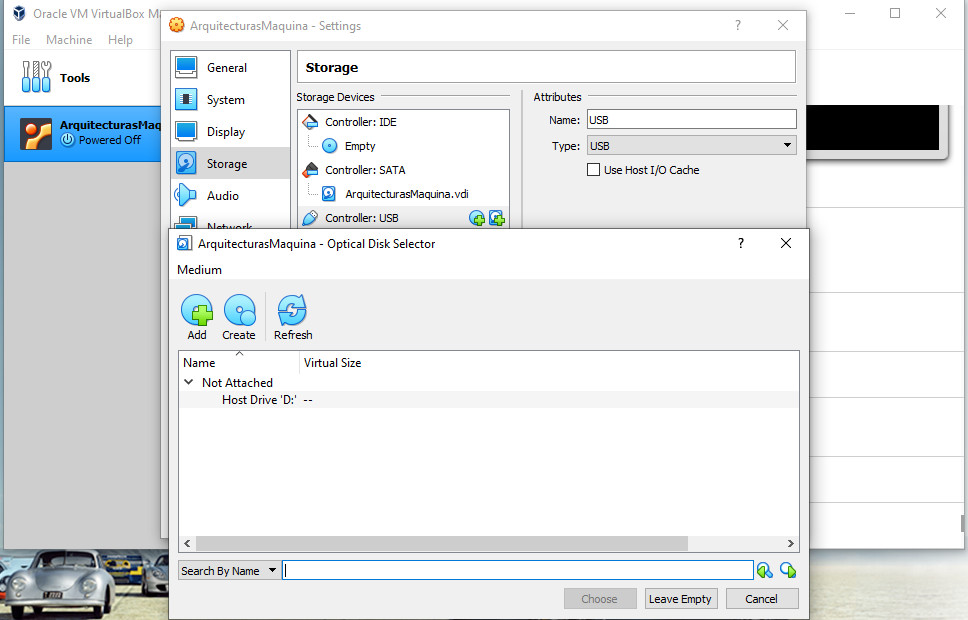 Oracle VM VirtualBox Ma
File Machine Help
Tools
ArquitecturasMaq
Powered Off
ArquitecturasMaquina - Settings
?
General
System
Display
Storage
Audio
Network
Storage
Storage Devices
Controller: IDE
Empty
Controller: SATA
ArquitecturasMaquina.vdi
Controller: USB
Attributes
Name: USB
Type: USB
Use Host I/O Cache
ArquitecturasMaquina - Optical Disk Selector
?
Medium
Add Create Refresh
Name Virtual Size
Not Attached
Host Drive 'D:' --
Search By Name
Choose Leave Empty Cancel